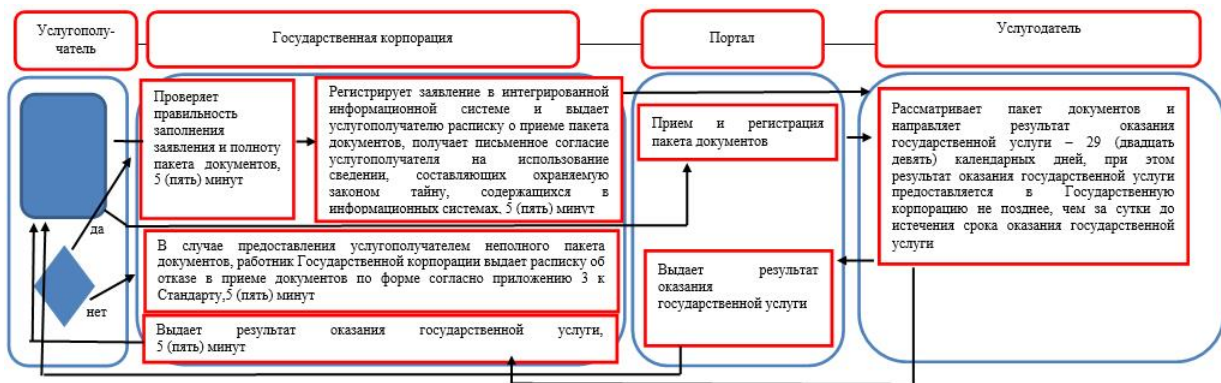 Услугополу-
чатель
Государственная корпорация
Портал
Услугодатель
Проверяет
правильность
заполнения
заявления и полноту
пакета документов,
5 (пять) минут
Регистрирует заявление в интегрированной
информационной системе и выдает
услугополучателю расписку о приеме пакета
документов, получает письменное согласие
услугополучателя на использование
сведении, составляющих охраняемую
законом тайну, содержащихся в
информационных системах, 5 (пять) минут
Прием и регистрация
пакета документов
Рассматривает пакет документов и
направляет результат оказания
государственной услуги – 29 (двадцать
девять) календарных дней, при этом
результат оказания государственной услуги
предоставляется в Государственную
корпорацию не позднее, чем за сутки до
истечения срока оказания государственной
услуги
да
В случае предоставления услугополучателем неполного пакета
документов, работник Государственной корпорации выдает расписку об
отказе в приеме документов по форме согласно приложению 3 к
Стандарту,5 (пять) минут
нет
Выдает результат
оказания
государственной услуги
Выдает результат оказания государственной услуги,
5 (пять) минут